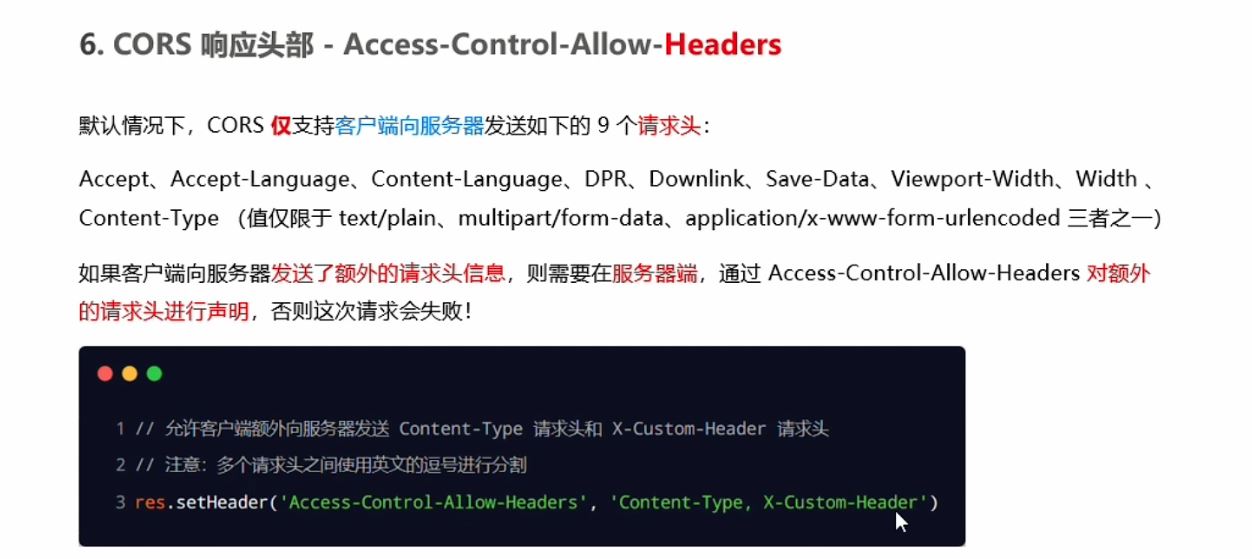 6. CORS 响应头部 - Access-Control-Allow-Headers
默认情况下，CORS 仅支持客户端向服务器发送如下的 9 个请求头：
Accept、Accept-Language、Content-Language、DPR、Downlink、Save-Data、Viewport-Width、Width 、
Content-Type （值仅限于 text/plain、multipart/form-data、application/x-www-form-urlencoded 三者之一）
如果客户端向服务器发送了额外的请求头信息，则需要在服务器端，通过 Access-Control-Allow-Headers 对额外
的请求头进行声明，否则这次请求会失败！
1 // 允许客户端额外向服务器发送 Content-Type 请求头和 X-Custom-Header 请求头
2 // 注意：多个请求头之间使用英文的逗号进行分割
3 res.setHeader('Access-Control-Allow-Headers', 'Content-Type, X-Custom-Header')